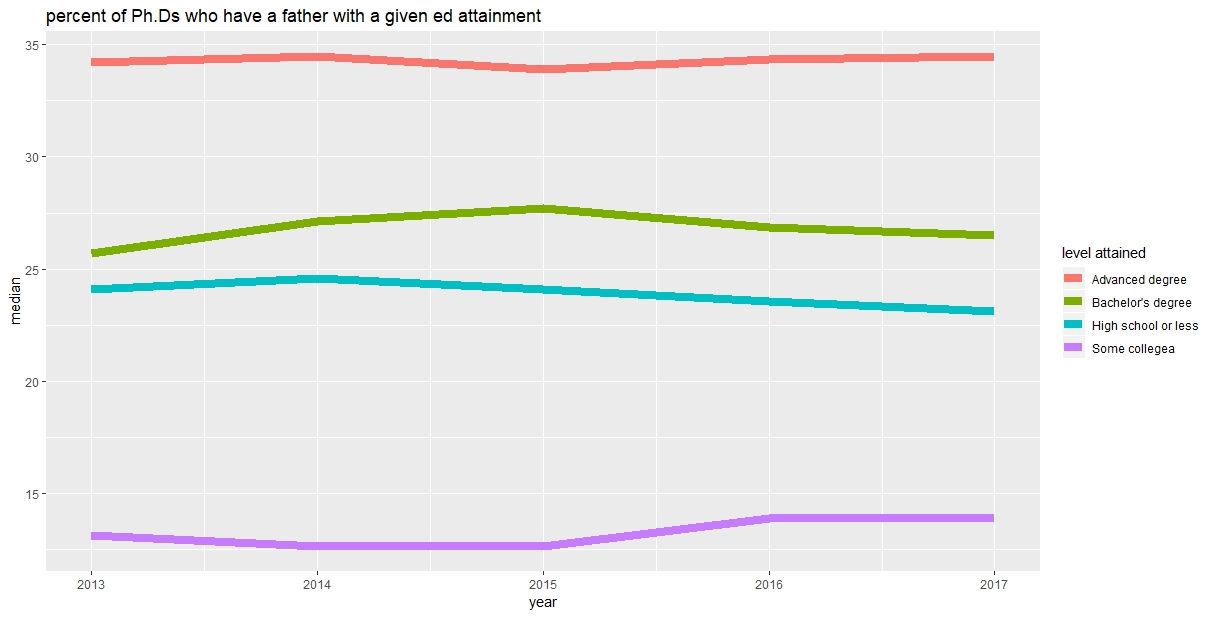 percent of Ph.Ds who have a father with a given ed attainment
35
30
25
20
15
median
2013 2014 2015 2016 2017
year
level attained
Advanced degree
Bachelor's degree
High school or less
Some collegea